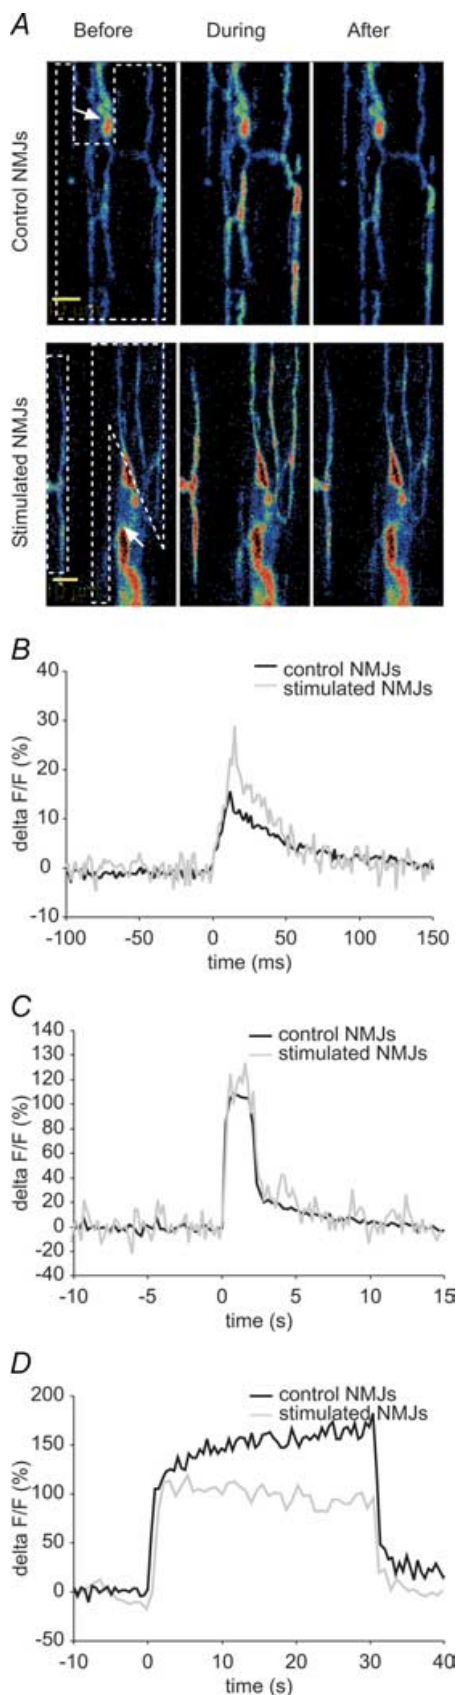 A
Before During After
Control NMJs
Stimulated NMJs
10 µm
B
control NMJs
stimulated NMJs
40
30
20
10
0
-10
delta F/F (%)
-100 -50 0 50 100 150
time (ms)
C
control NMJs
stimulated NMJs
140
130
120
100
80
60
40
20
0
-20
-40
delta F/F (%)
-10 -5 0 5 10 15
time (s)
D
control NMJs
stimulated NMJs
200
150
100
50
0
-50
delta F/F (%)
-10 0 10 20 30 40
time (s)